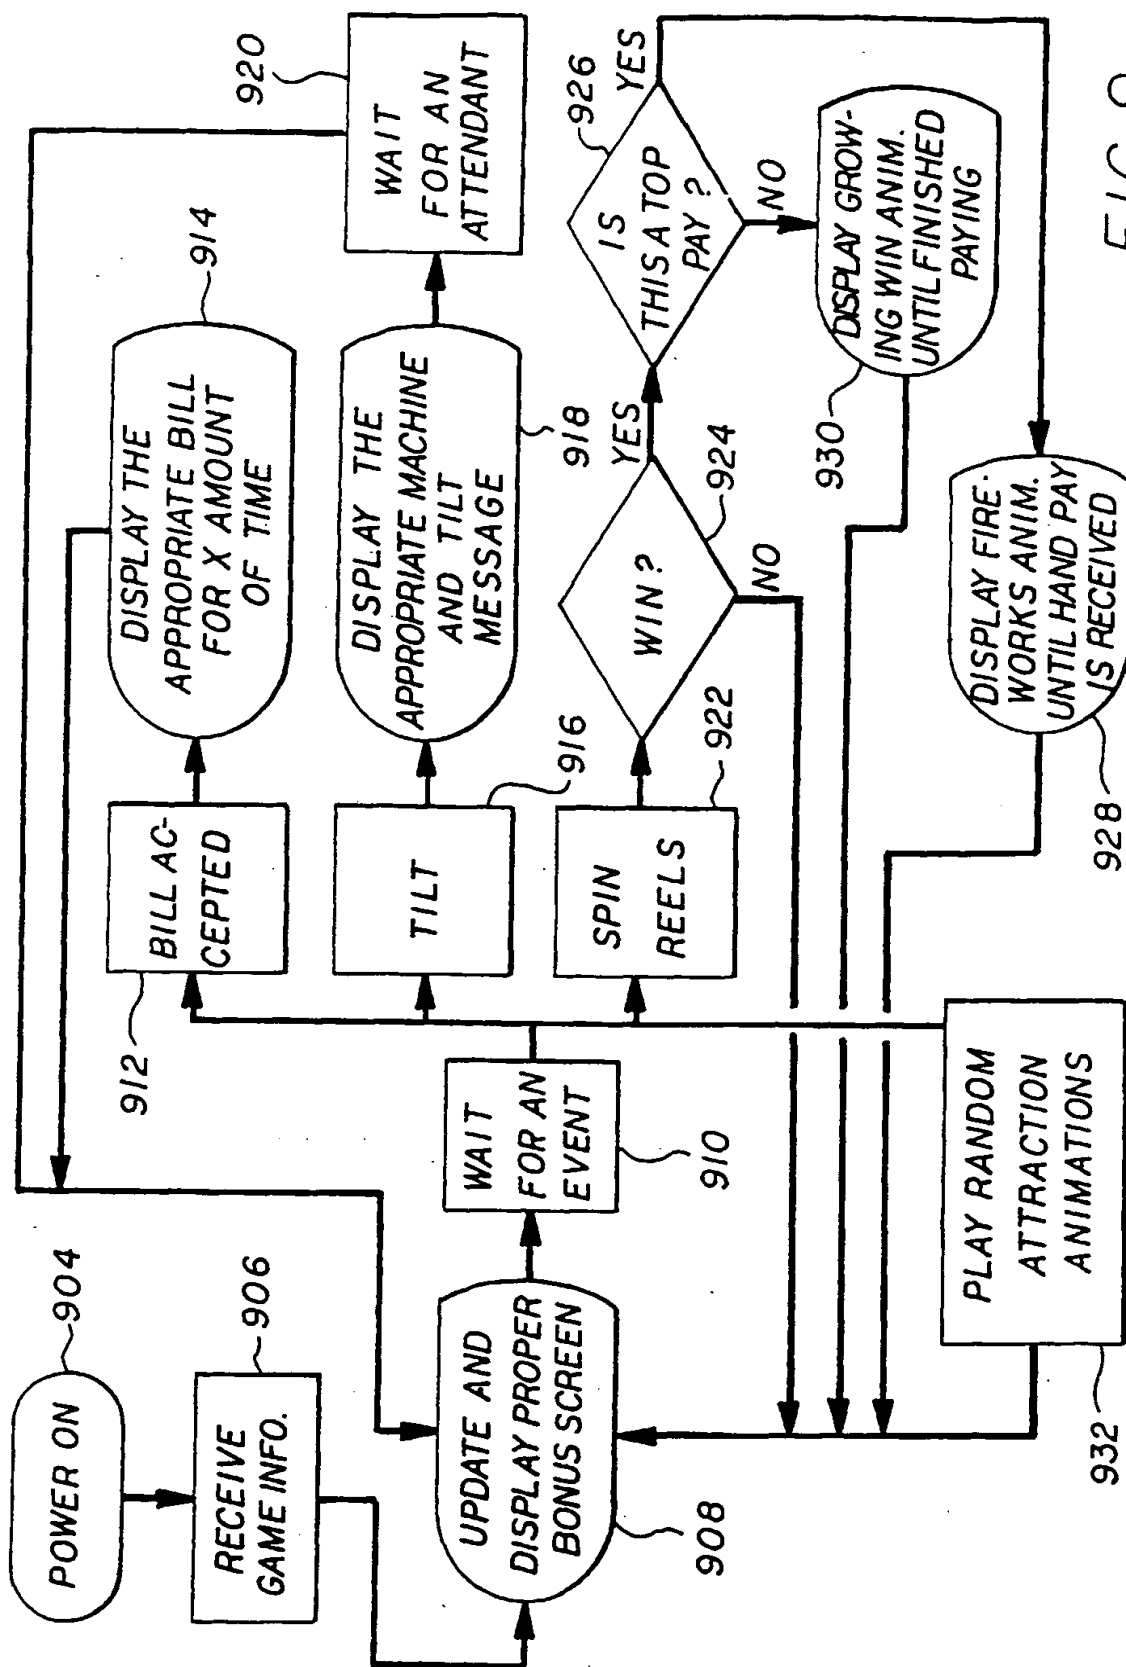 904
POWER ON
906
RECEIVE
GAME INFO.
UPDATE AND
DISPLAY PROPER
BONUS SCREEN
908
WAIT
FOR AN
EVENT
910
912
BILL AC-
CEPTED
DISPLAY THE
APPROPRIATE BILL
FOR X AMOUNT
OF TIME
914
TILT
916
DISPLAY THE
APPROPRIATE MACHINE
AND TILT
MESSAGE
918
WAIT
FOR AN
ATTENDANT
920
SPIN
REELS
922
WIN?
924
YES
NO
IS
THIS A TOP
PAY?
926
YES
NO
DISPLAY GROW-
ING WIN ANIM.
UNTIL FINISHED
PAYING
930
DISPLAY FIRE-
WORKS ANIM.
UNTIL HAND PAY
IS RECEIVED
928
PLAY RANDOM
ATTRACTION
ANIMATIONS
932